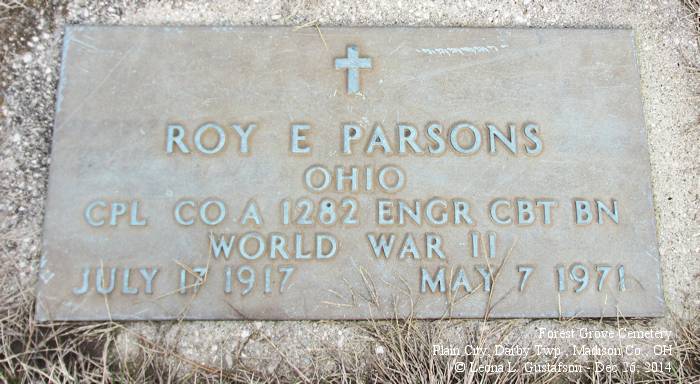 ROY E PARSONS
OHIO
CPL CO A 1282 ENGR CBT BN
WORLD WAR II
JULY 17 1917 MAY 7 1971
Forest Grove Cemetery
Plain City, Darby Twp., Madison Co., OH
© Leona L. Gustafson - Dec 26, 2014